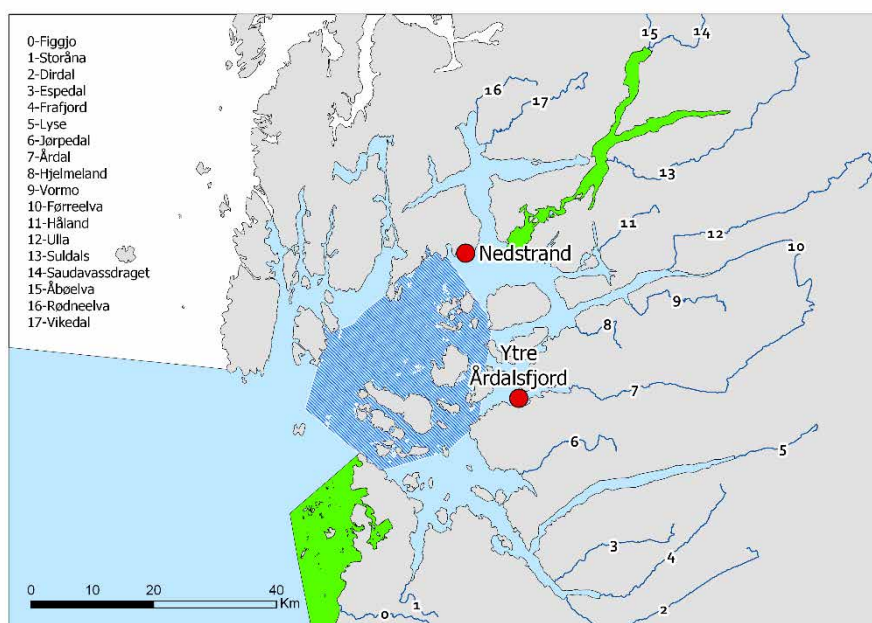 0-Figgjo
1-Storåna
2-Dirdal
3-Espedal
4-Frafjord
5-Lyse
6-Jørpedal
7-Årdal
8-Hjelmeland
9-Vormo
10-Førreelva
11-Håland
12-Ulla
13-Suldals
14-Saudavassdraget
15-Åbøelva
16-Rødneelva
17-Vikedal
15
14
16
17
13
11
12
Nedstrand
10
9
8
Ytre
Årdalsfjord
7
6
5
3
4
1
0
2
0 10 20 40
Km